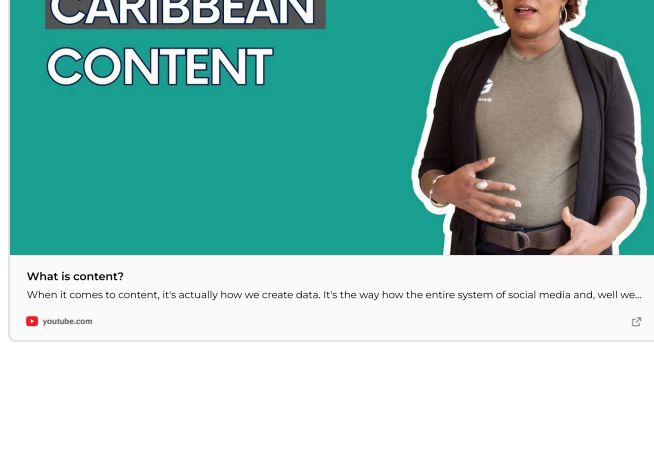 CARIBBEAN
CONTENT
What is content?
When it comes to content, it's actually how we create data. It's the way how the entire system of social media and, well we...
youtube.com